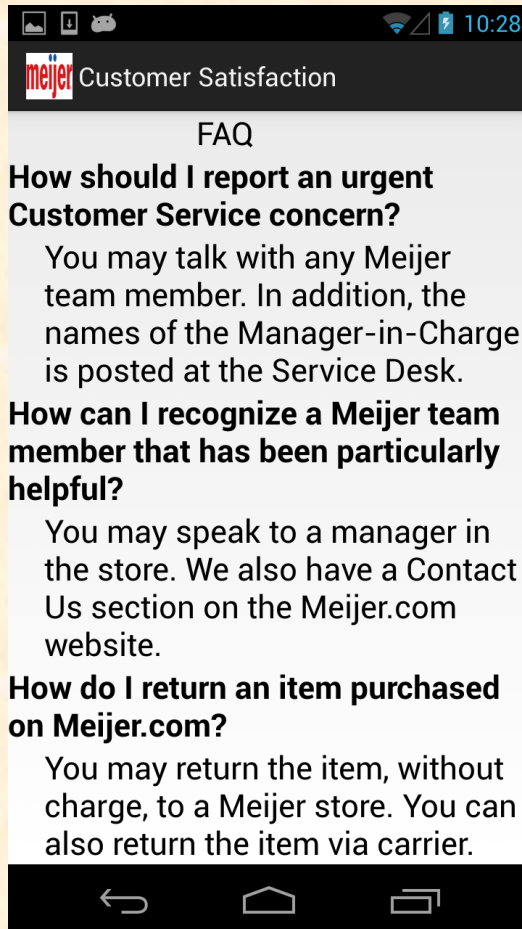 10:28
meijer Customer Satisfaction
FAQ
How should I report an urgent
Customer Service concern?
You may talk with any Meijer
team member. In addition, the
names of the Manager-in-Charge
is posted at the Service Desk.
How can I recognize a Meijer team
member that has been particularly
helpful?
You may speak to a manager in
the store. We also have a Contact
Us section on the Meijer.com
website.
How do I return an item purchased
on Meijer.com?
You may return the item, without
charge, to a Meijer store. You can
also return the item via carrier.